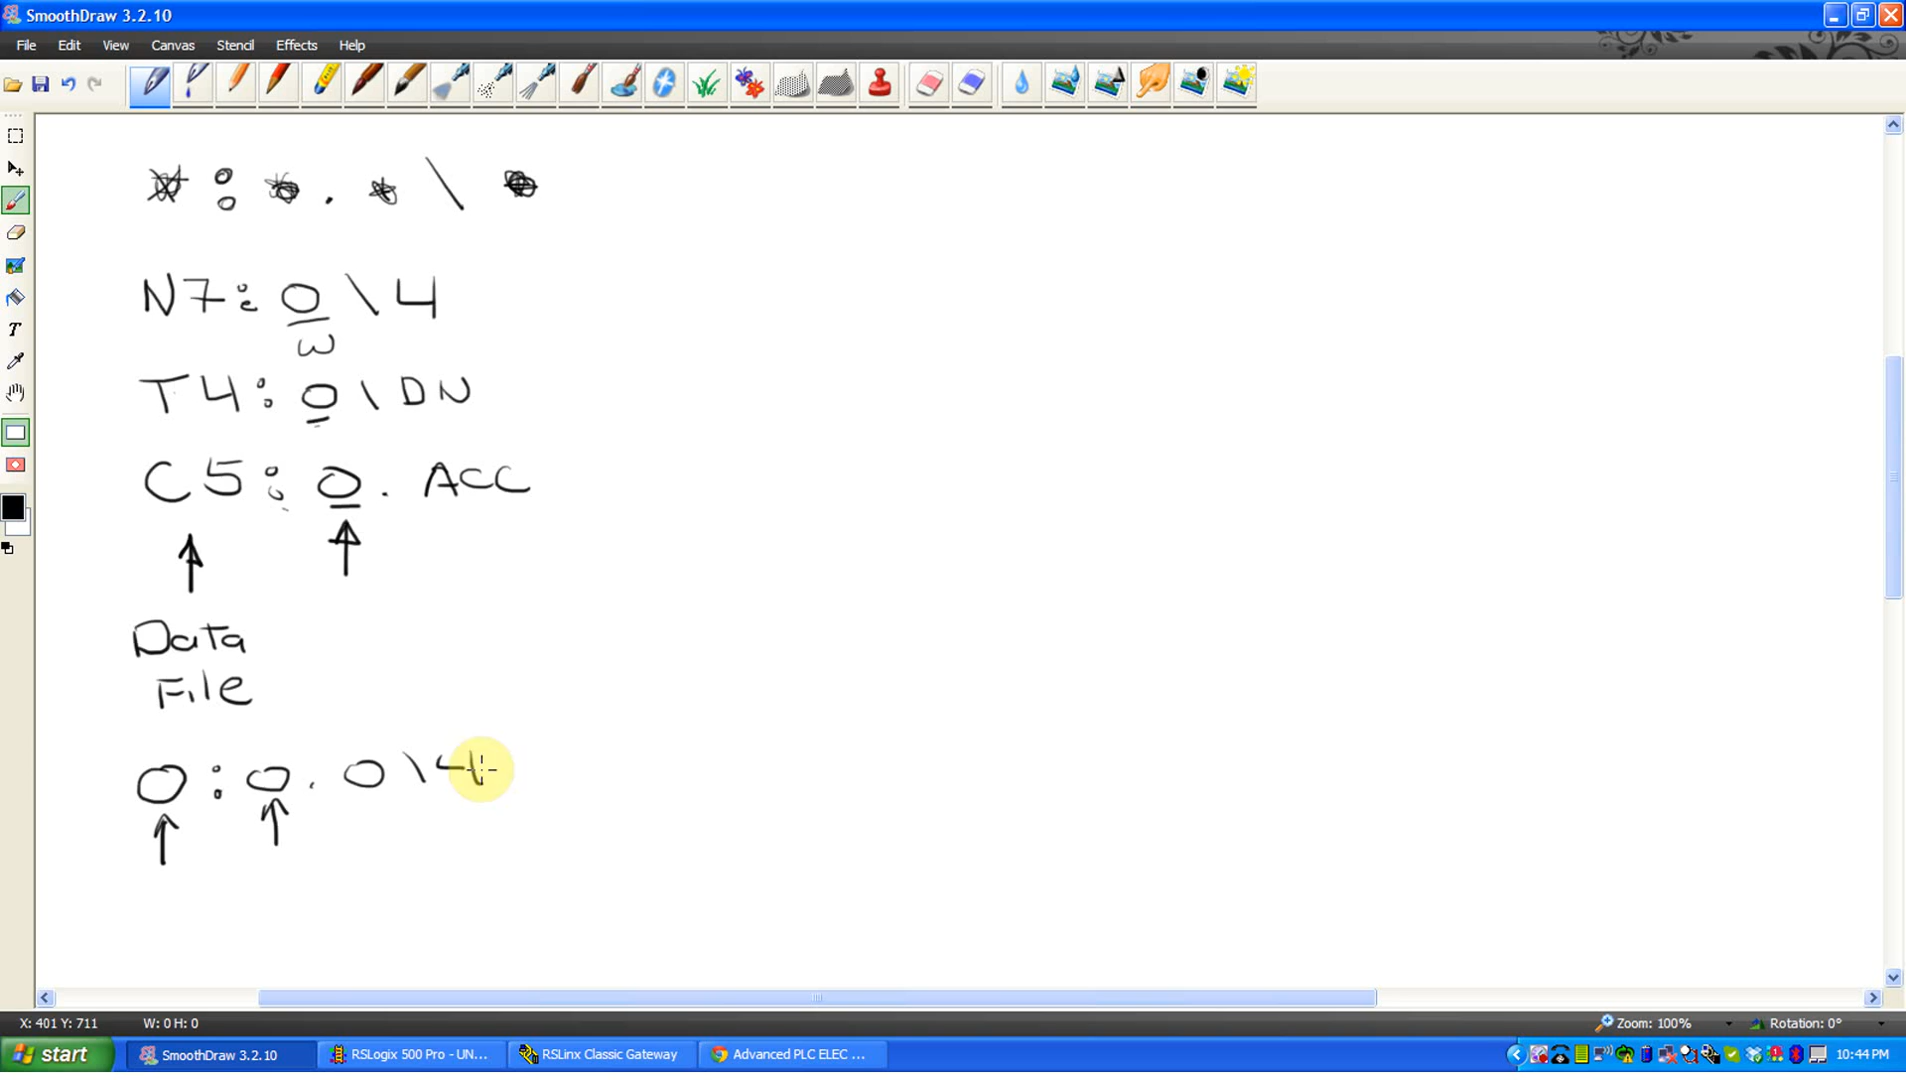 SmoothDraw 3.2.10
File Edit View Canvas Stencil Effects Help
* : * . * \ *
N7:0\4
W
T4:0\DN
C5:0.ACC
Data
File
O:0.0\4
X: 401 Y: 711 W: 0 H: 0 Zoom: 100% Rotation: 0°
start SmoothDraw 3.2.10 RSLogix 500 Pro - UN... RSLinx Classic Gateway Advanced PLC ELEC ... 10:44 PM